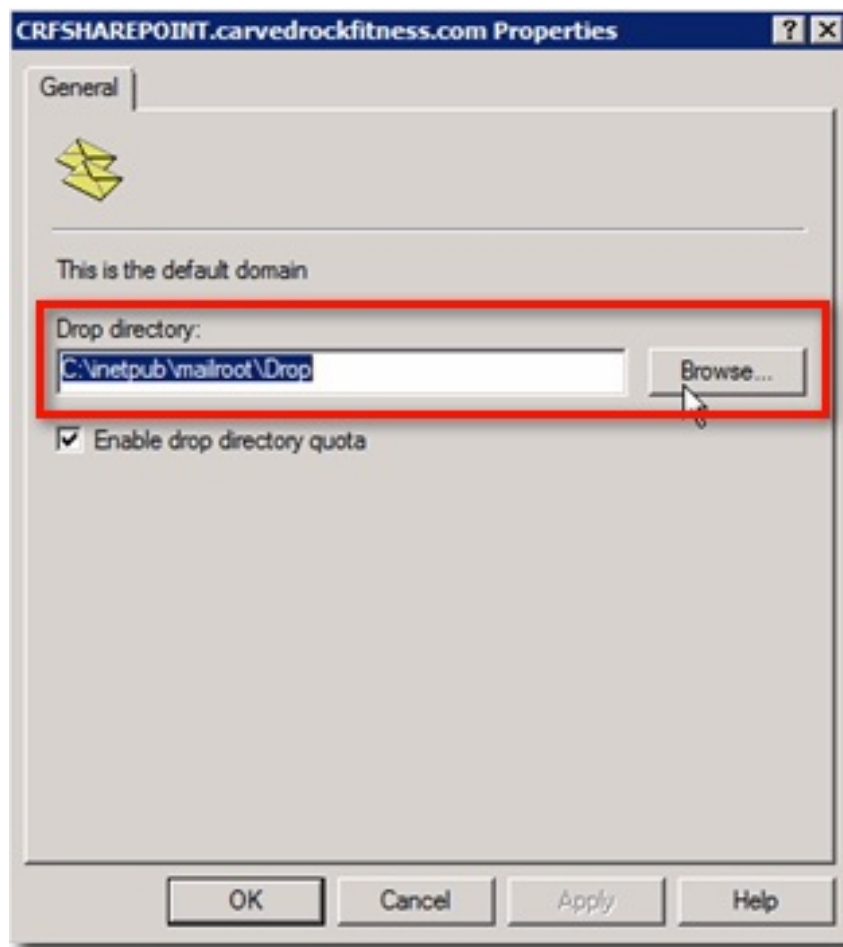 CRFSHAREPOINT.carvedrockfitness.com Properties
General
This is the default domain
Drop directory:
C:\inetpub\mailroot\Drop
Browse...
Enable drop directory quota
OK Cancel Apply Help